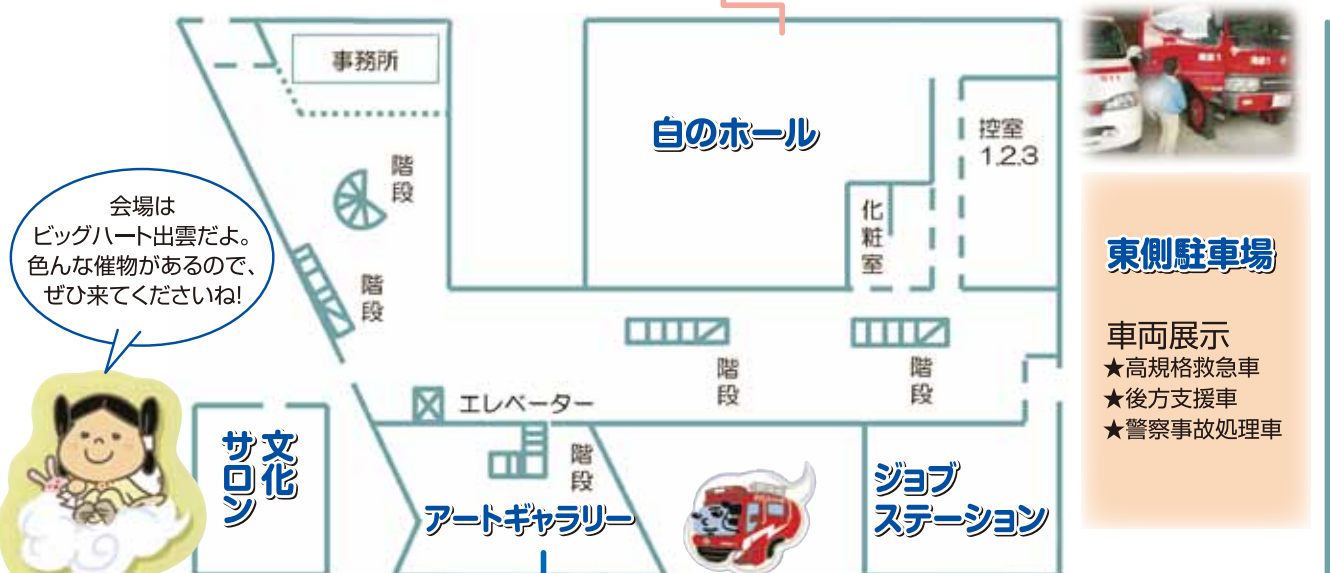 事務所
白のホール
控室
1.2.3
階段
化粧室
会場は
ビッグハート出雲だよ。
色んな催物があるので、
ぜひ来てくださいね!
階段
東側駐車場
車両展示
★高規格救急車
★後方支援車
★警察事故処理車
階段
階段
エレベーター
文化
サロン
階段
アートギャラリー
ジョブ
ステーション